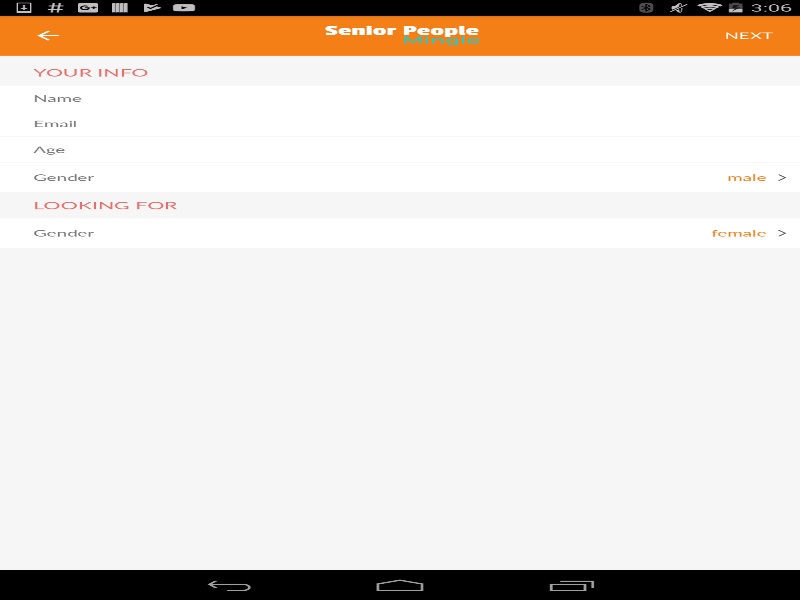 3:06
Senior People
Mingle
NEXT
YOUR INFO
Name
Email
Age
Gender male >
LOOKING FOR
Gender female >